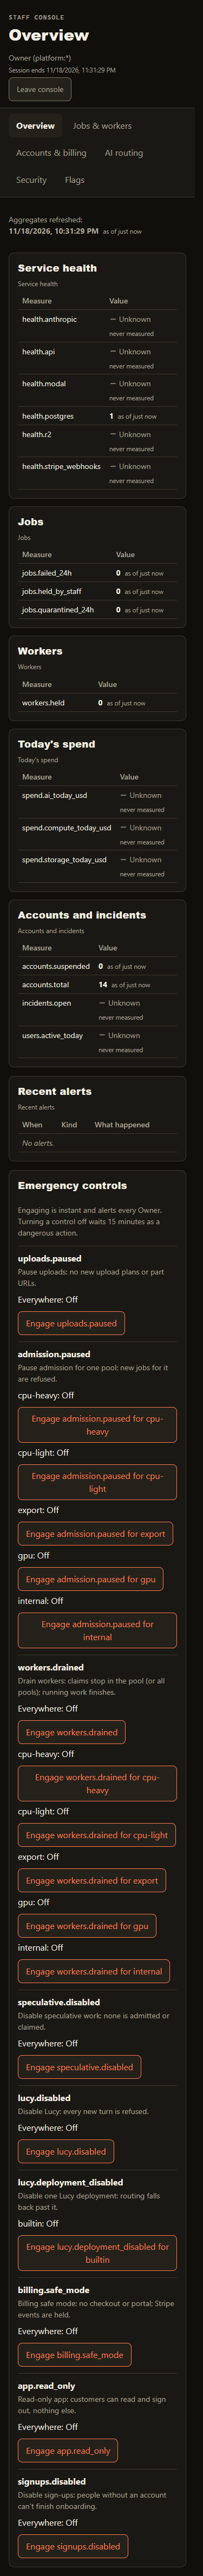 STAFF CONSOLE
Overview
Owner (platform:*)
Session ends 11/18/2026, 11:31:29 PM
Leave console
Overview Jobs & workers
Accounts & billing AI routing
Security Flags
Aggregates refreshed:
11/18/2026, 10:31:29 PM as of just now
Service health
Service health
Measure Value
health.anthropic — Unknown
never measured
health.api — Unknown
never measured
health.modal — Unknown
never measured
health.postgres 1 as of just now
health.r2 — Unknown
never measured
health.stripe_webhooks — Unknown
never measured
Jobs
Jobs
Measure Value
jobs.failed_24h 0 as of just now
jobs.held_by_staff 0 as of just now
jobs.quarantined_24h 0 as of just now
Workers
Workers
Measure Value
workers.held 0 as of just now
Today's spend
Today's spend
Measure Value
spend.ai_today_usd — Unknown
never measured
spend.compute_today_usd — Unknown
never measured
spend.storage_today_usd — Unknown
never measured
Accounts and incidents
Accounts and incidents
Measure Value
accounts.suspended 0 as of just now
accounts.total 14 as of just now
incidents.open — Unknown
never measured
users.active_today — Unknown
never measured
Recent alerts
Recent alerts
When Kind What happened
No alerts.
Emergency controls
Engaging is instant and alerts every Owner.
Turning a control off waits 15 minutes as a
dangerous action.
uploads.paused
Pause uploads: no new upload plans or part
URLs.
Everywhere: Off
Engage uploads.paused
admission.paused
Pause admission for one pool: new jobs for it
are refused.
cpu-heavy: Off
Engage admission.paused for cpu-
heavy
cpu-light: Off
Engage admission.paused for cpu-
light
export: Off
Engage admission.paused for export
gpu: Off
Engage admission.paused for gpu
internal: Off
Engage admission.paused for
internal
workers.drained
Drain workers: claims stop in the pool (or all
pools); running work finishes.
Everywhere: Off
Engage workers.drained
cpu-heavy: Off
Engage workers.drained for cpu-
heavy
cpu-light: Off
Engage workers.drained for cpu-light
export: Off
Engage workers.drained for export
gpu: Off
Engage workers.drained for gpu
internal: Off
Engage workers.drained for internal
speculative.disabled
Disable speculative work: none is admitted or
claimed.
Everywhere: Off
Engage speculative.disabled
lucy.disabled
Disable Lucy: every new turn is refused.
Everywhere: Off
Engage lucy.disabled
lucy.deployment_disabled
Disable one Lucy deployment: routing falls
back past it.
builtin: Off
Engage lucy.deployment_disabled for
builtin
billing.safe_mode
Billing safe mode: no checkout or portal; Stripe
events are held.
Everywhere: Off
Engage billing.safe_mode
app.read_only
Read-only app: customers can read and sign
out, nothing else.
Everywhere: Off
Engage app.read_only
signups.disabled
Disable sign-ups: people without an account
can't finish onboarding.
Everywhere: Off
Engage signups.disabled